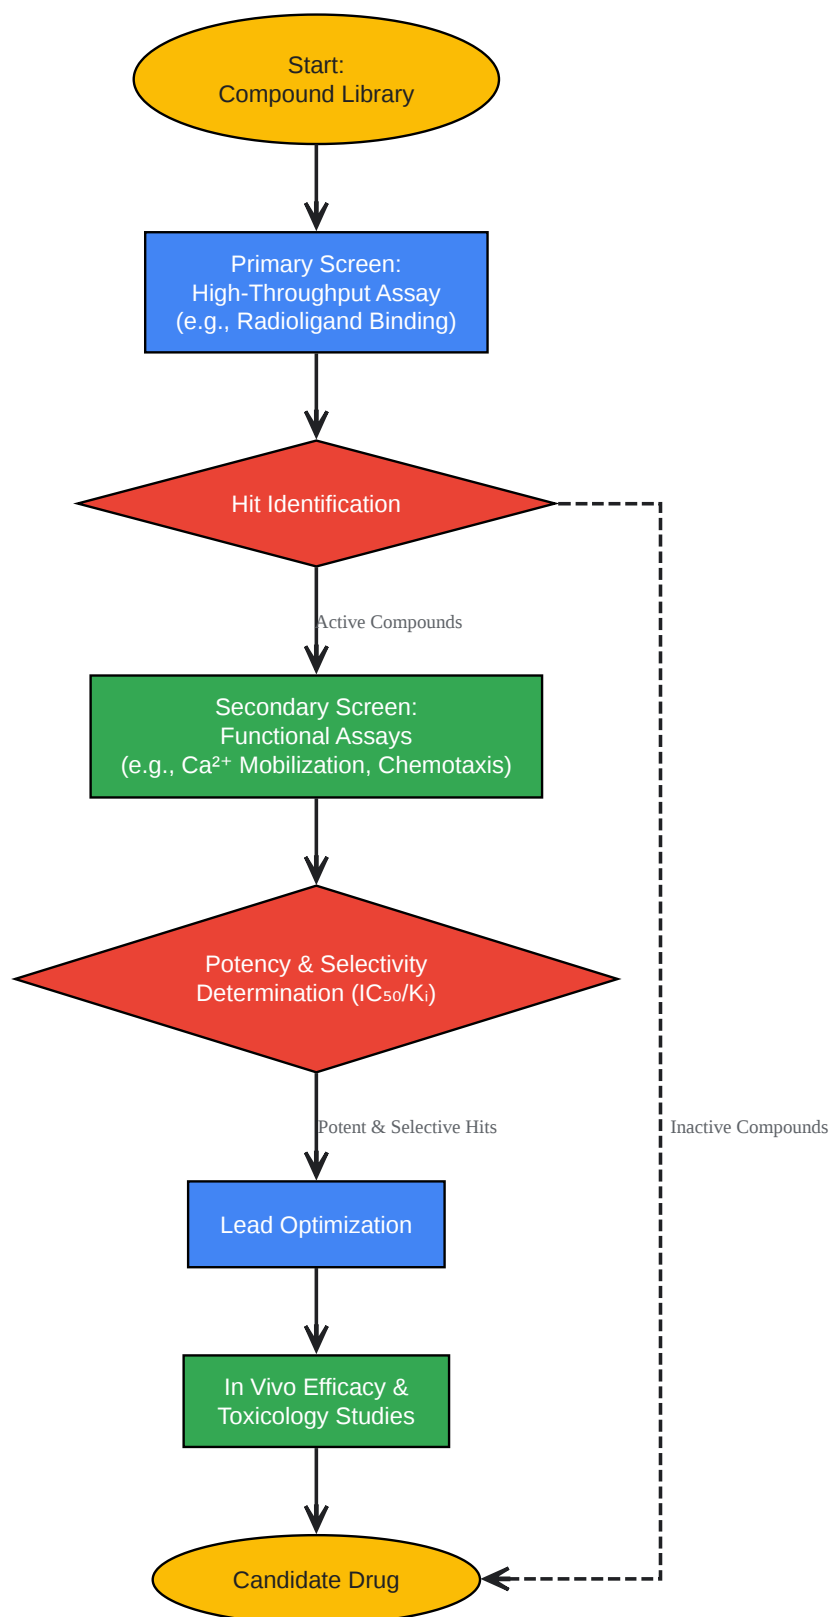 Start:
Compound Library
Primary Screen:
High-Throughput Assay
(e.g., Radioligand Binding)
Hit Identification
Active Compounds
Secondary Screen:
Functional Assays
(e.g., Ca²⁺ Mobilization, Chemotaxis)
Potency & Selectivity
Determination (IC₅₀/Kᵢ)
Potent & Selective Hits
Inactive Compounds
Lead Optimization
In Vivo Efficacy &
Toxicology Studies
Candidate Drug